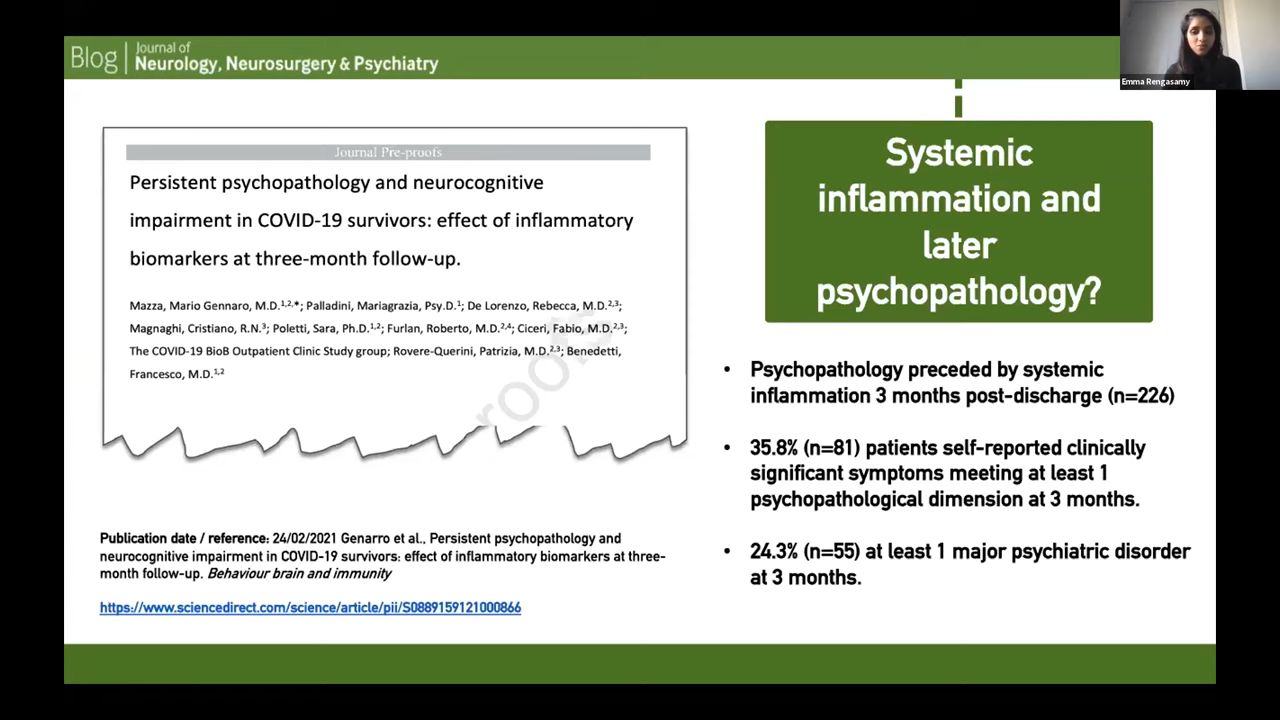 Blog | Journal of
Neurology, Neurosurgery & Psychiatry
Emma Rengasamy
Journal Pre-proofs
Persistent psychopathology and neurocognitive
impairment in COVID-19 survivors: effect of inflammatory
biomarkers at three-month follow-up.
Mazza, Mario Gennaro, M.D.1,2,*; Palladini, Mariagrazia, Psy.D.1; De Lorenzo, Rebecca, M.D.2,3;
Magnaghi, Cristiano, R.N.3; Poletti, Sara, Ph.D.1,2; Furlan, Roberto, M.D.2,4; Ciceri, Fabio, M.D.2,3;
The COVID-19 BioB Outpatient Clinic Study group; Rovere-Querini, Patrizia, M.D.2,3; Benedetti,
Francesco, M.D.1,2
roofs
Publication date / reference: 24/02/2021 Genarro et al., Persistent psychopathology and
neurocognitive impairment in COVID-19 survivors: effect of inflammatory biomarkers at three-
month follow-up. Behaviour brain and immunity
https://www.sciencedirect.com/science/article/pii/S0889159121000866
Systemic
inflammation and
later
psychopathology?
• Psychopathology preceded by systemic
inflammation 3 months post-discharge (n=226)
• 35.8% (n=81) patients self-reported clinically
significant symptoms meeting at least 1
psychopathological dimension at 3 months.
• 24.3% (n=55) at least 1 major psychiatric disorder
at 3 months.